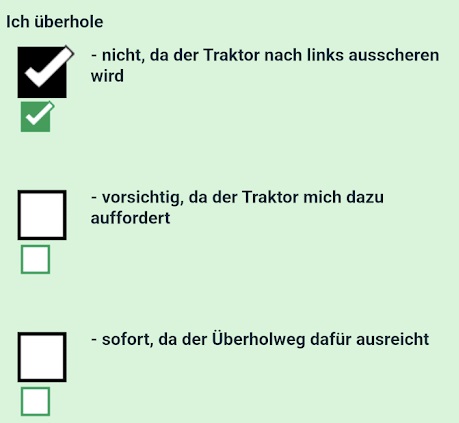 Ich überhole
- nicht, da der Traktor nach links ausscheren
wird
- vorsichtig, da der Traktor mich dazu
auffordert
- sofort, da der Überholweg dafür ausreicht